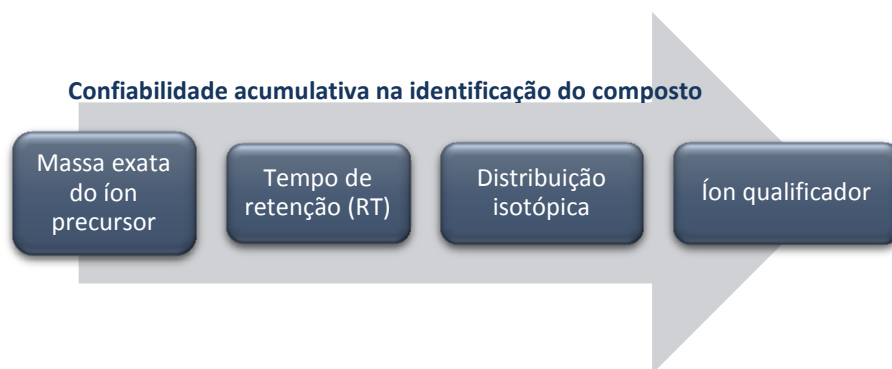 Confiabilidade acumulativa na identificação do composto
Massa exata
do íon
precursor
Tempo de
retenção (RT)
Distribuição
isotópica
Íon qualificador